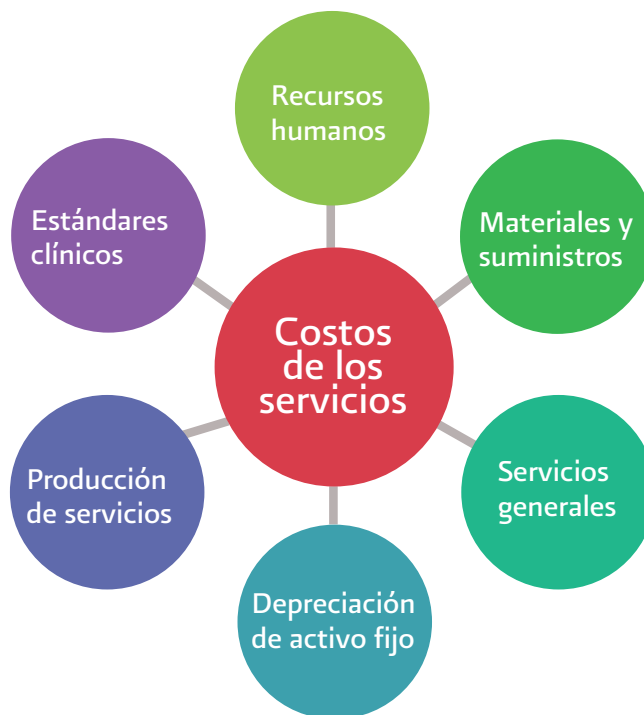 Recursos
humanos
Estándares
clínicos
Materiales y
suministros
Costos
de los
servicios
Producción
de servicios
Servicios
generales
Depreciación
de activo fijo